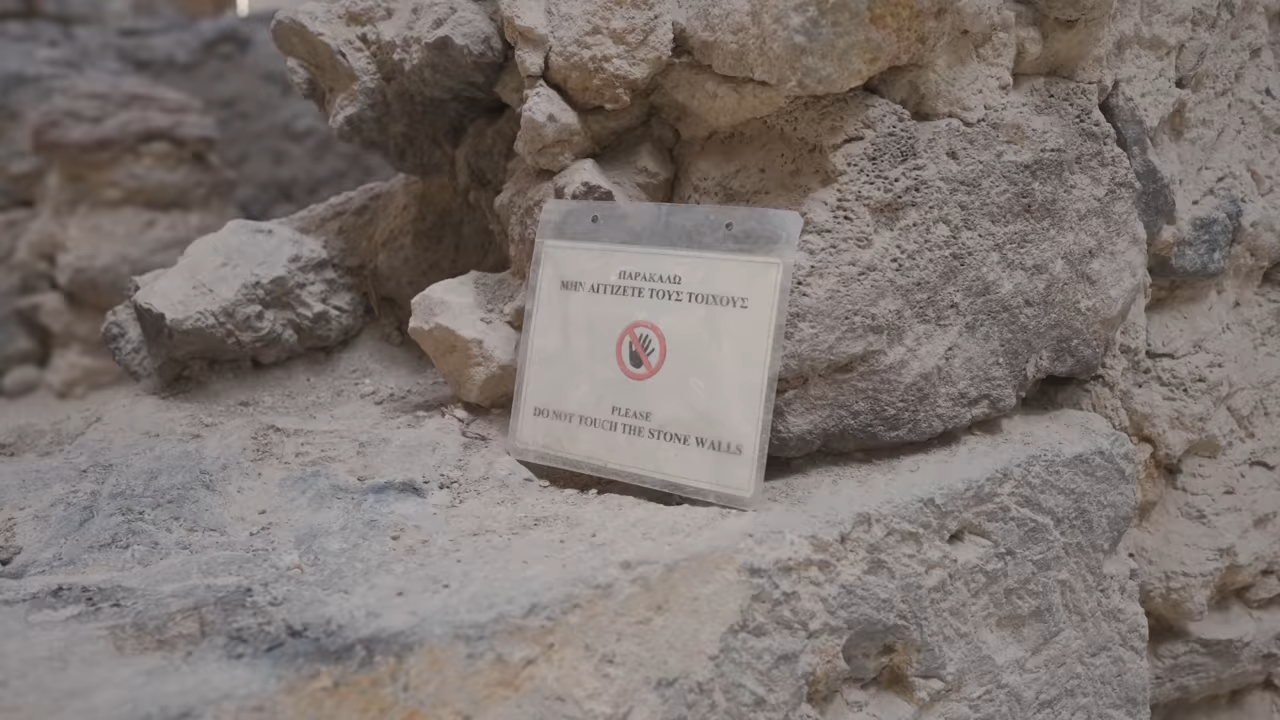 ΠΑΡΑΚΑΛΩ
ΜΗΝ ΑΓΓΙΖΕΤΕ ΤΟΥΣ ΤΟΙΧΟΥΣ
PLEASE
DO NOT TOUCH THE STONE WALLS